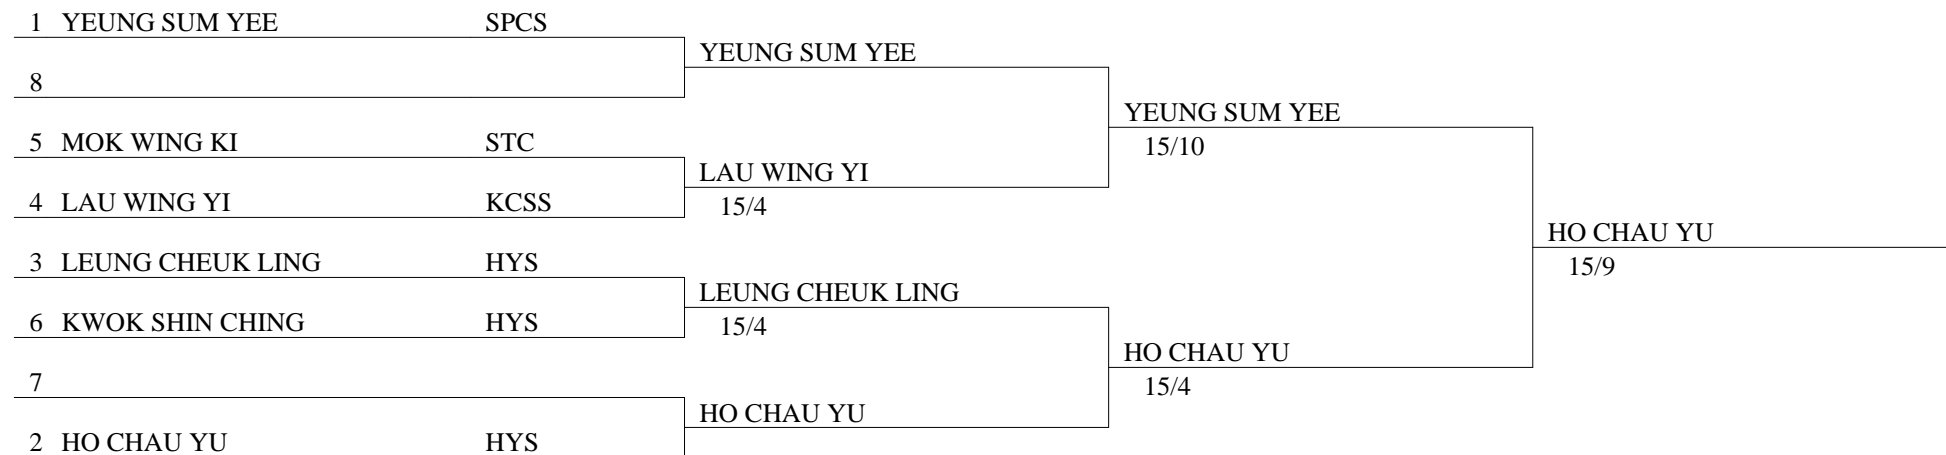 1 YEUNG SUM YEE SPCS
YEUNG SUM YEE
8
YEUNG SUM YEE
15/10
5 MOK WING KI STC
LAU WING YI
15/4
4 LAU WING YI KCSS
HO CHAU YU
15/9
3 LEUNG CHEUK LING HYS
LEUNG CHEUK LING
15/4
6 KWOK SHIN CHING HYS
HO CHAU YU
15/4
7
HO CHAU YU
2 HO CHAU YU HYS